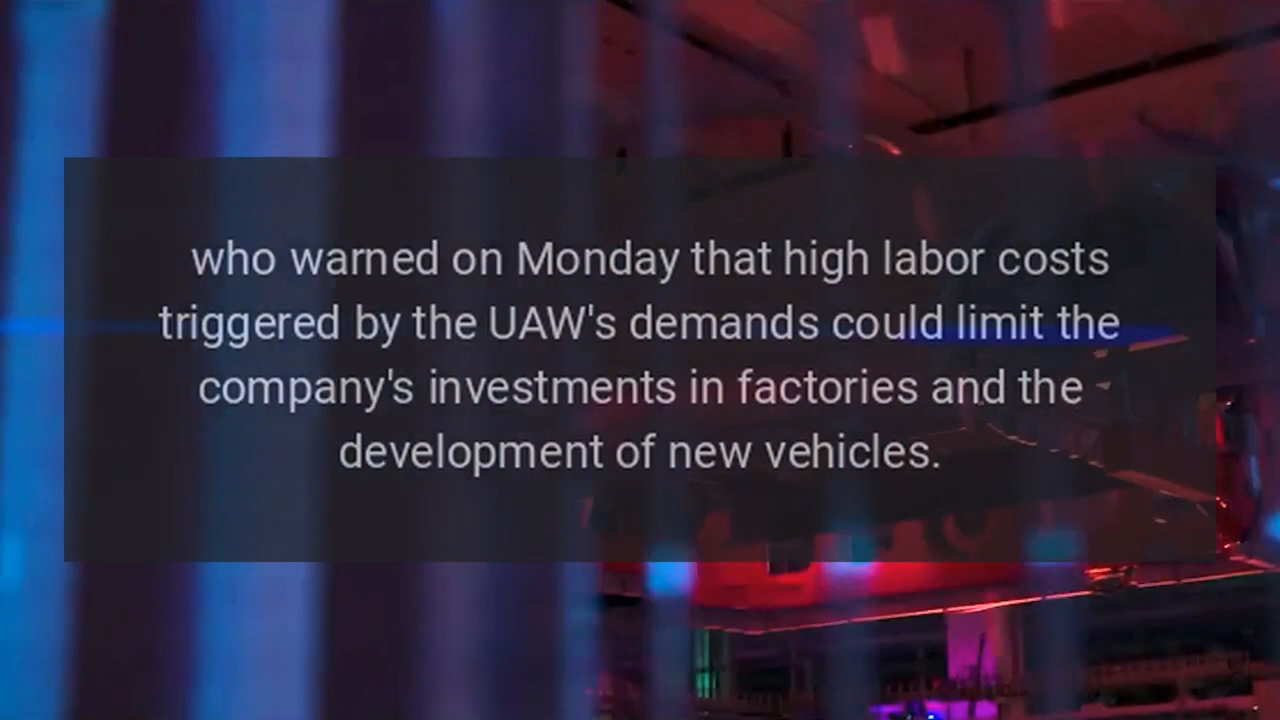 who warned on Monday that high labor costs
triggered by the UAW's demands could limit the
company's investments in factories and the
development of new vehicles.